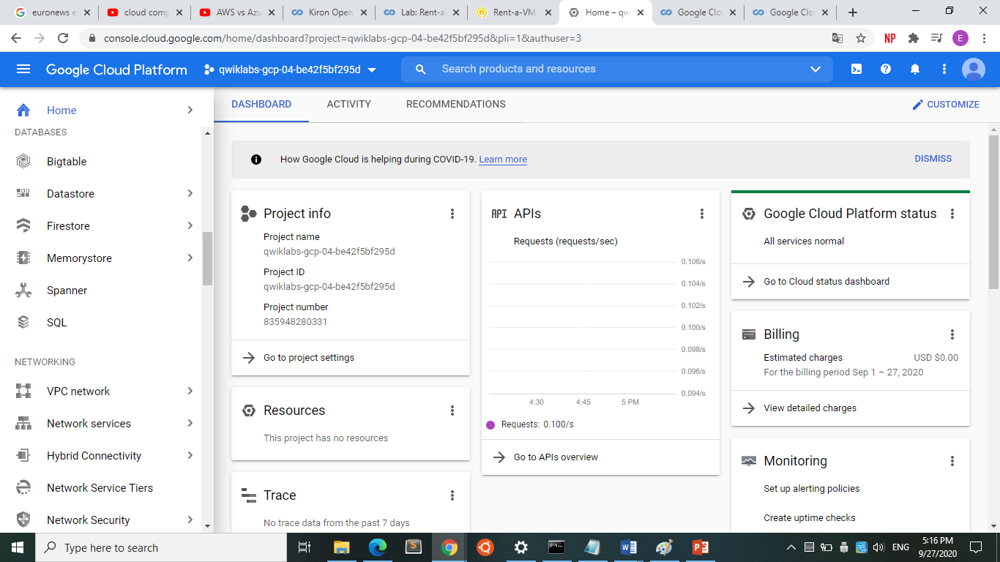 euronews e
cloud comp
AWS vs Azu
Kiron Open
Lab: Rent-a
Rent-a-VM
Home – qw
Google Clo
Google Clo
console.cloud.google.com/home/dashboard?project=qwiklabs-gcp-04-be42f5bf295d&pli=1&authuser=3
NP
E
Google Cloud Platform
qwiklabs-gcp-04-be42f5bf295d
Search products and resources
Home
DATABASES
Bigtable
Datastore
Firestore
Memorystore
Spanner
SQL
NETWORKING
VPC network
Network services
Hybrid Connectivity
Network Service Tiers
Network Security
DASHBOARD
ACTIVITY
RECOMMENDATIONS
CUSTOMIZE
How Google Cloud is helping during COVID-19. Learn more
DISMISS
Project info
Project name
qwiklabs-gcp-04-be42f5bf295d
Project ID
qwiklabs-gcp-04-be42f5bf295d
Project number
835948280331
Go to project settings
Resources
This project has no resources
Trace
No trace data from the past 7 days
API APIs
Requests (requests/sec)
0.106/s
0.104/s
0.102/s
0.100/s
0.098/s
0.096/s
0.094/s
4:30 4:45 5 PM
Requests: 0.100/s
Go to APIs overview
Google Cloud Platform status
All services normal
Go to Cloud status dashboard
Billing
Estimated charges USD $0.00
For the billing period Sep 1 – 27, 2020
View detailed charges
Monitoring
Set up alerting policies
Create uptime checks
Type here to search
ENG
5:16 PM
9/27/2020